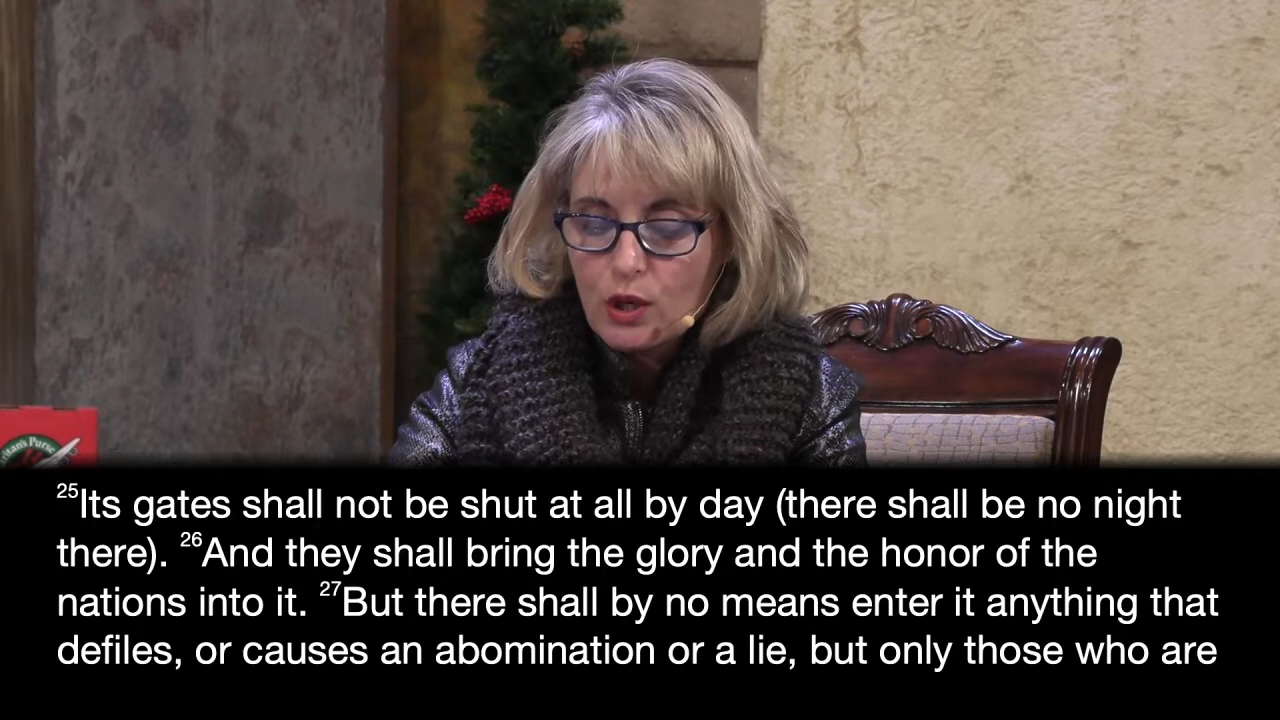 ritan's Purse
²⁵Its gates shall not be shut at all by day (there shall be no night
there). ²⁶And they shall bring the glory and the honor of the
nations into it. ²⁷But there shall by no means enter it anything that
defiles, or causes an abomination or a lie, but only those who are